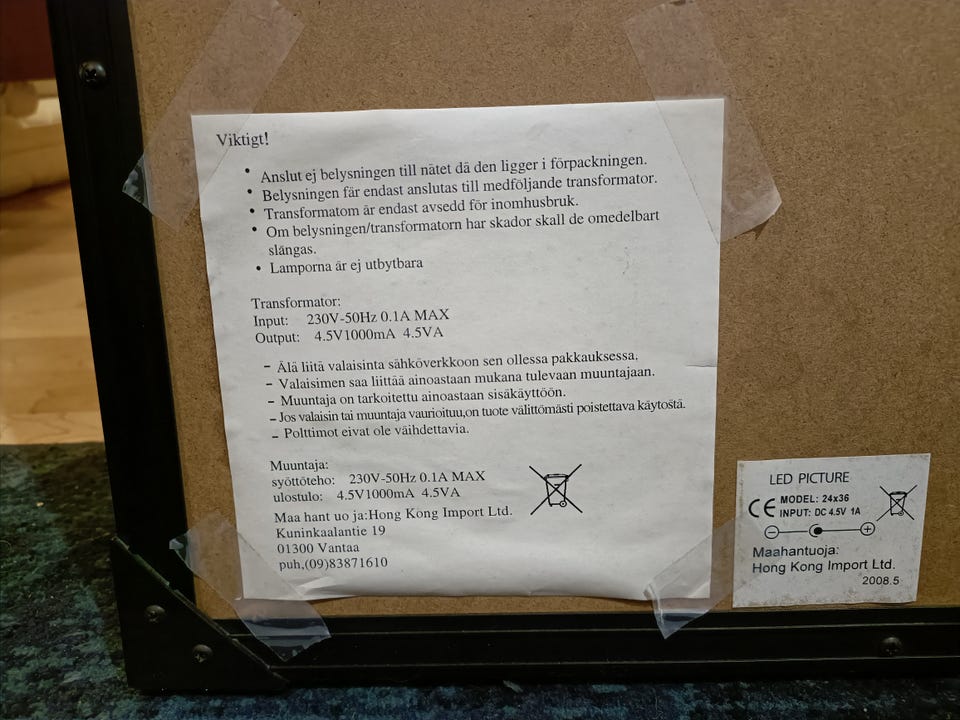 Viktigt!
• Anslut ej belysningen till nätet dä den ligger i förpackningen.
• Belysningen fär endast anslutas till medföljande transformator.
• Transformatom är endast avsedd för inomhusbruk.
• Om belysningen/transformatorn har skador skall de omedelbart
slängas.
• Lamporna är ej utbytbara
Transformator:
Input: 230V-50Hz 0.1A MAX
Output: 4.5V1000mA 4.5VA
– Älä liitä valaisinta sähköverkkoon sen ollessa pakkauksessa.
– Valaisimen saa liittää ainoastaan mukana tulevaan muuntajaan.
– Muuntaja on tarkoitettu ainoastaan sisäkäyttöön.
– Jos valaisin tai muuntaja vaurioituu,on tuote välittömästi poistettava käytöstä.
– Polttimot eivat ole väihdettavia.
Muuntaja:
syöttöteho: 230V-50Hz 0.1A MAX
ulostulo: 4.5V1000mA 4.5VA
Maa hant uo ja:Hong Kong Import Ltd.
Kuninkaalantie 19
01300 Vantaa
puh,(09)83871610
LED PICTURE
CE MODEL: 24x36
INPUT: DC 4.5V 1A
Maahantuoja:
Hong Kong Import Ltd.
2008.5